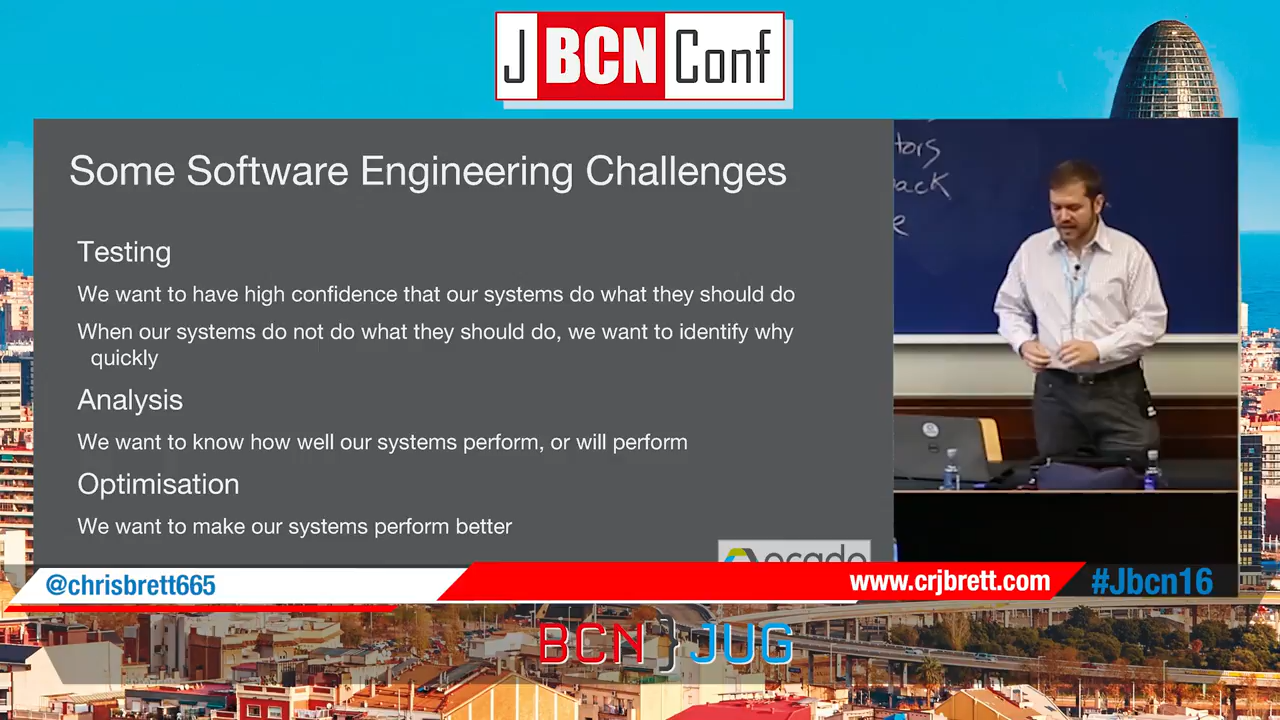 J BCN Conf
Some Software Engineering Challenges
Testing
We want to have high confidence that our systems do what they should do
When our systems do not do what they should do, we want to identify why
quickly
Analysis
We want to know how well our systems perform, or will perform
Optimisation
We want to make our systems perform better
ocado
@chrisbrett665
www.crjbrett.com
#Jbcn16
BCN JUG